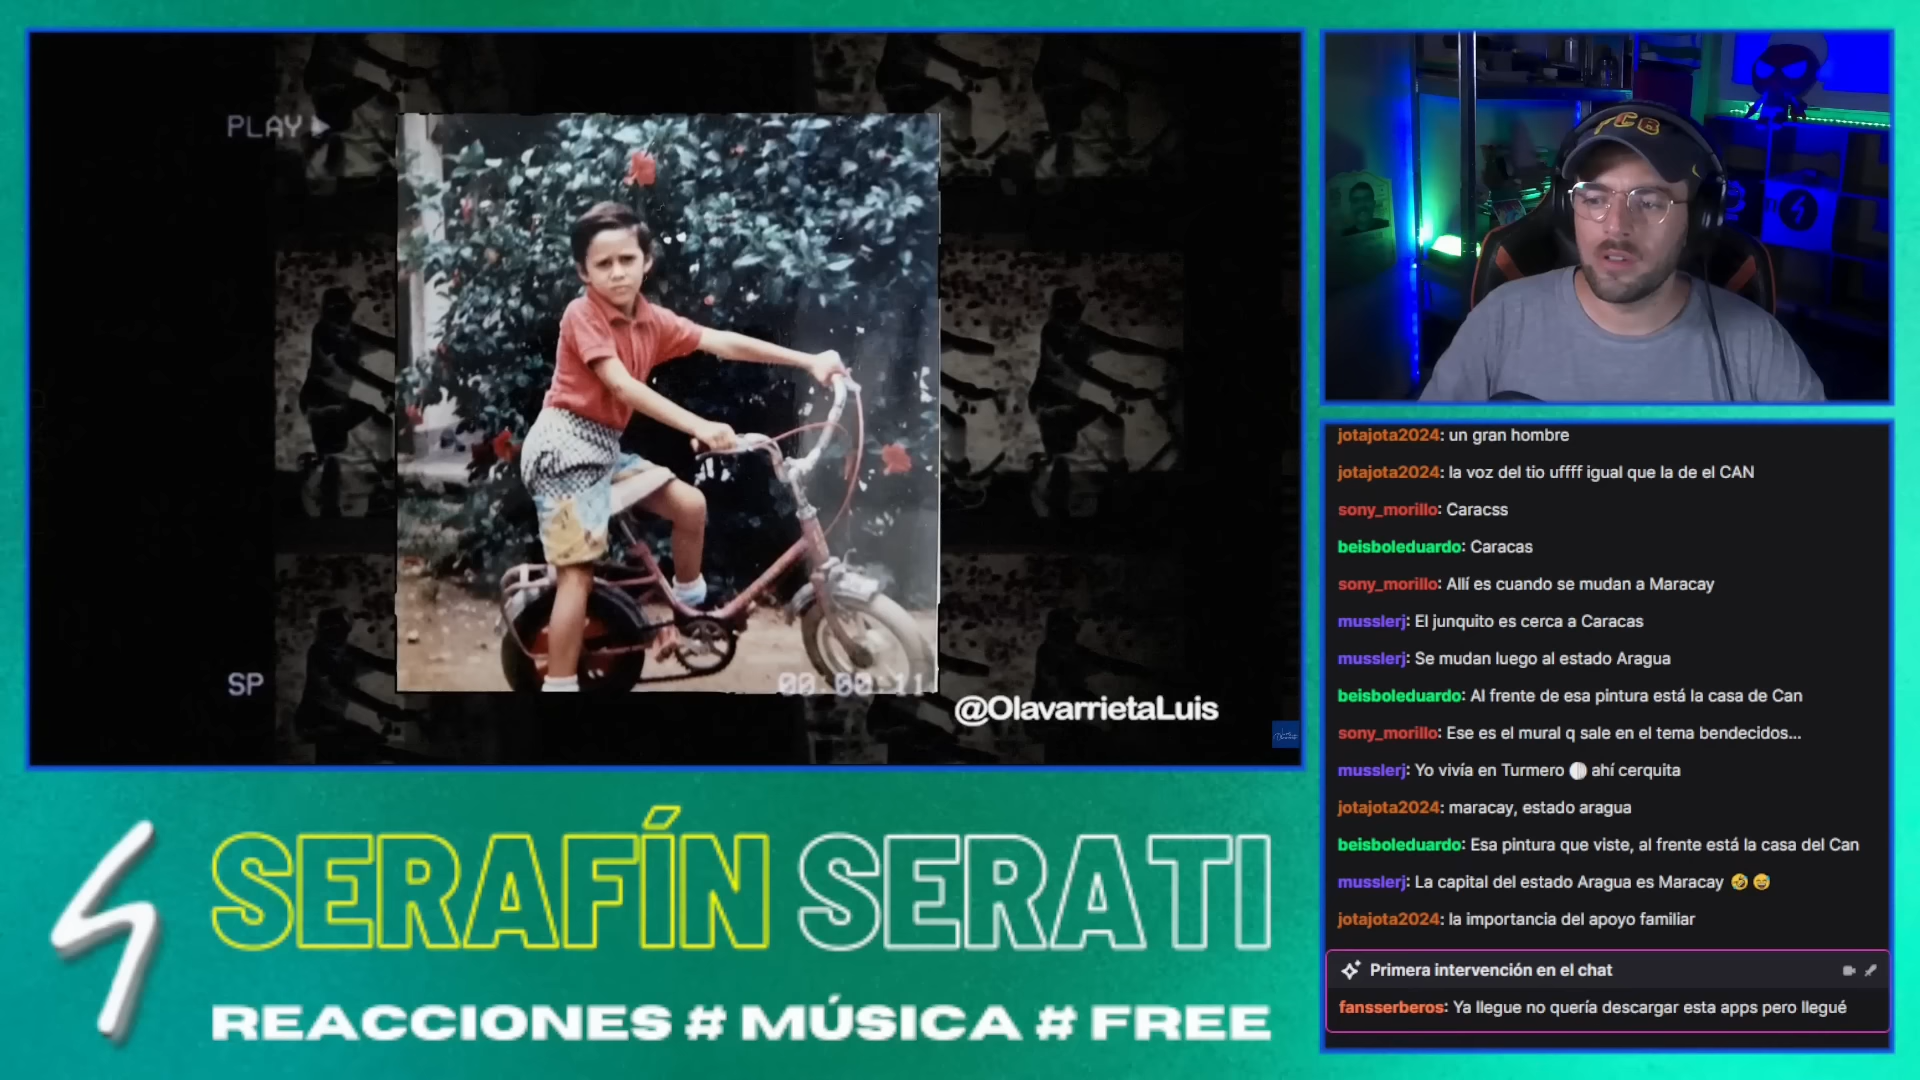 PLAY
SP
00:00:11
@OlavarrietaLuis
FCB
jotajota2024: un gran hombre
jotajota2024: la voz del tio uffff igual que la de el CAN
sony_morillo: Caracss
beisboleduardo: Caracas
sony_morillo: Allí es cuando se mudan a Maracay
musslerj: El junquito es cerca a Caracas
musslerj: Se mudan luego al estado Aragua
beisboleduardo: Al frente de esa pintura está la casa de Can
sony_morillo: Ese es el mural q sale en el tema bendecidos...
musslerj: Yo vivía en Turmero ahí cerquita
jotajota2024: maracay, estado aragua
beisboleduardo: Esa pintura que viste, al frente está la casa del Can
musslerj: La capital del estado Aragua es Maracay 🤣 😅
jotajota2024: la importancia del apoyo familiar
Primera intervención en el chat
fansserberos: Ya llegue no quería descargar esta apps pero llegué
SERAFÍN SERATI
REACCIONES # MÚSICA # FREE